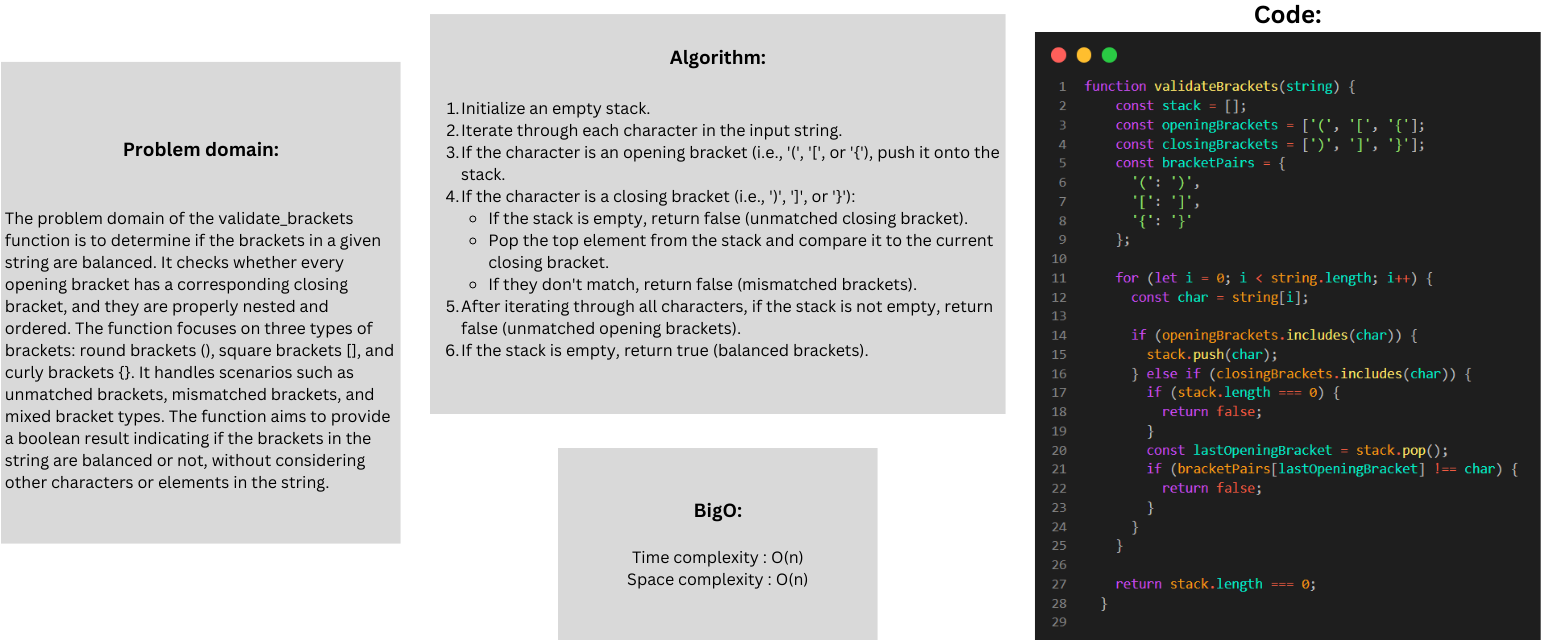 Problem domain:
The problem domain of the validate_brackets
function is to determine if the brackets in a given
string are balanced. It checks whether every
opening bracket has a corresponding closing
bracket, and they are properly nested and
ordered. The function focuses on three types of
brackets: round brackets (), square brackets [], and
curly brackets {}. It handles scenarios such as
unmatched brackets, mismatched brackets, and
mixed bracket types. The function aims to provide
a boolean result indicating if the brackets in the
string are balanced or not, without considering
other characters or elements in the string.
Algorithm:
1. Initialize an empty stack.
2. Iterate through each character in the input string.
3. If the character is an opening bracket (i.e., '(', '[', or '{'), push it onto the
stack.
4. If the character is a closing bracket (i.e., ')', ']', or '}'):
◦ If the stack is empty, return false (unmatched closing bracket).
◦ Pop the top element from the stack and compare it to the current
closing bracket.
◦ If they don't match, return false (mismatched brackets).
5. After iterating through all characters, if the stack is not empty, return
false (unmatched opening brackets).
6. If the stack is empty, return true (balanced brackets).
BigO:
Time complexity : O(n)
Space complexity : O(n)
Code:
1 function validateBrackets(string) {
2 const stack = [];
3 const openingBrackets = ['(', '[', '{'];
4 const closingBrackets = [')', ']', '}'];
5 const bracketPairs = {
6 '(': ')',
7 '[': ']',
8 '{': '}'
9 };
10
11 for (let i = 0; i < string.length; i++) {
12 const char = string[i];
13
14 if (openingBrackets.includes(char)) {
15 stack.push(char);
16 } else if (closingBrackets.includes(char)) {
17 if (stack.length === 0) {
18 return false;
19 }
20 const lastOpeningBracket = stack.pop();
21 if (bracketPairs[lastOpeningBracket] !== char) {
22 return false;
23 }
24 }
25 }
26
27 return stack.length === 0;
28 }
29